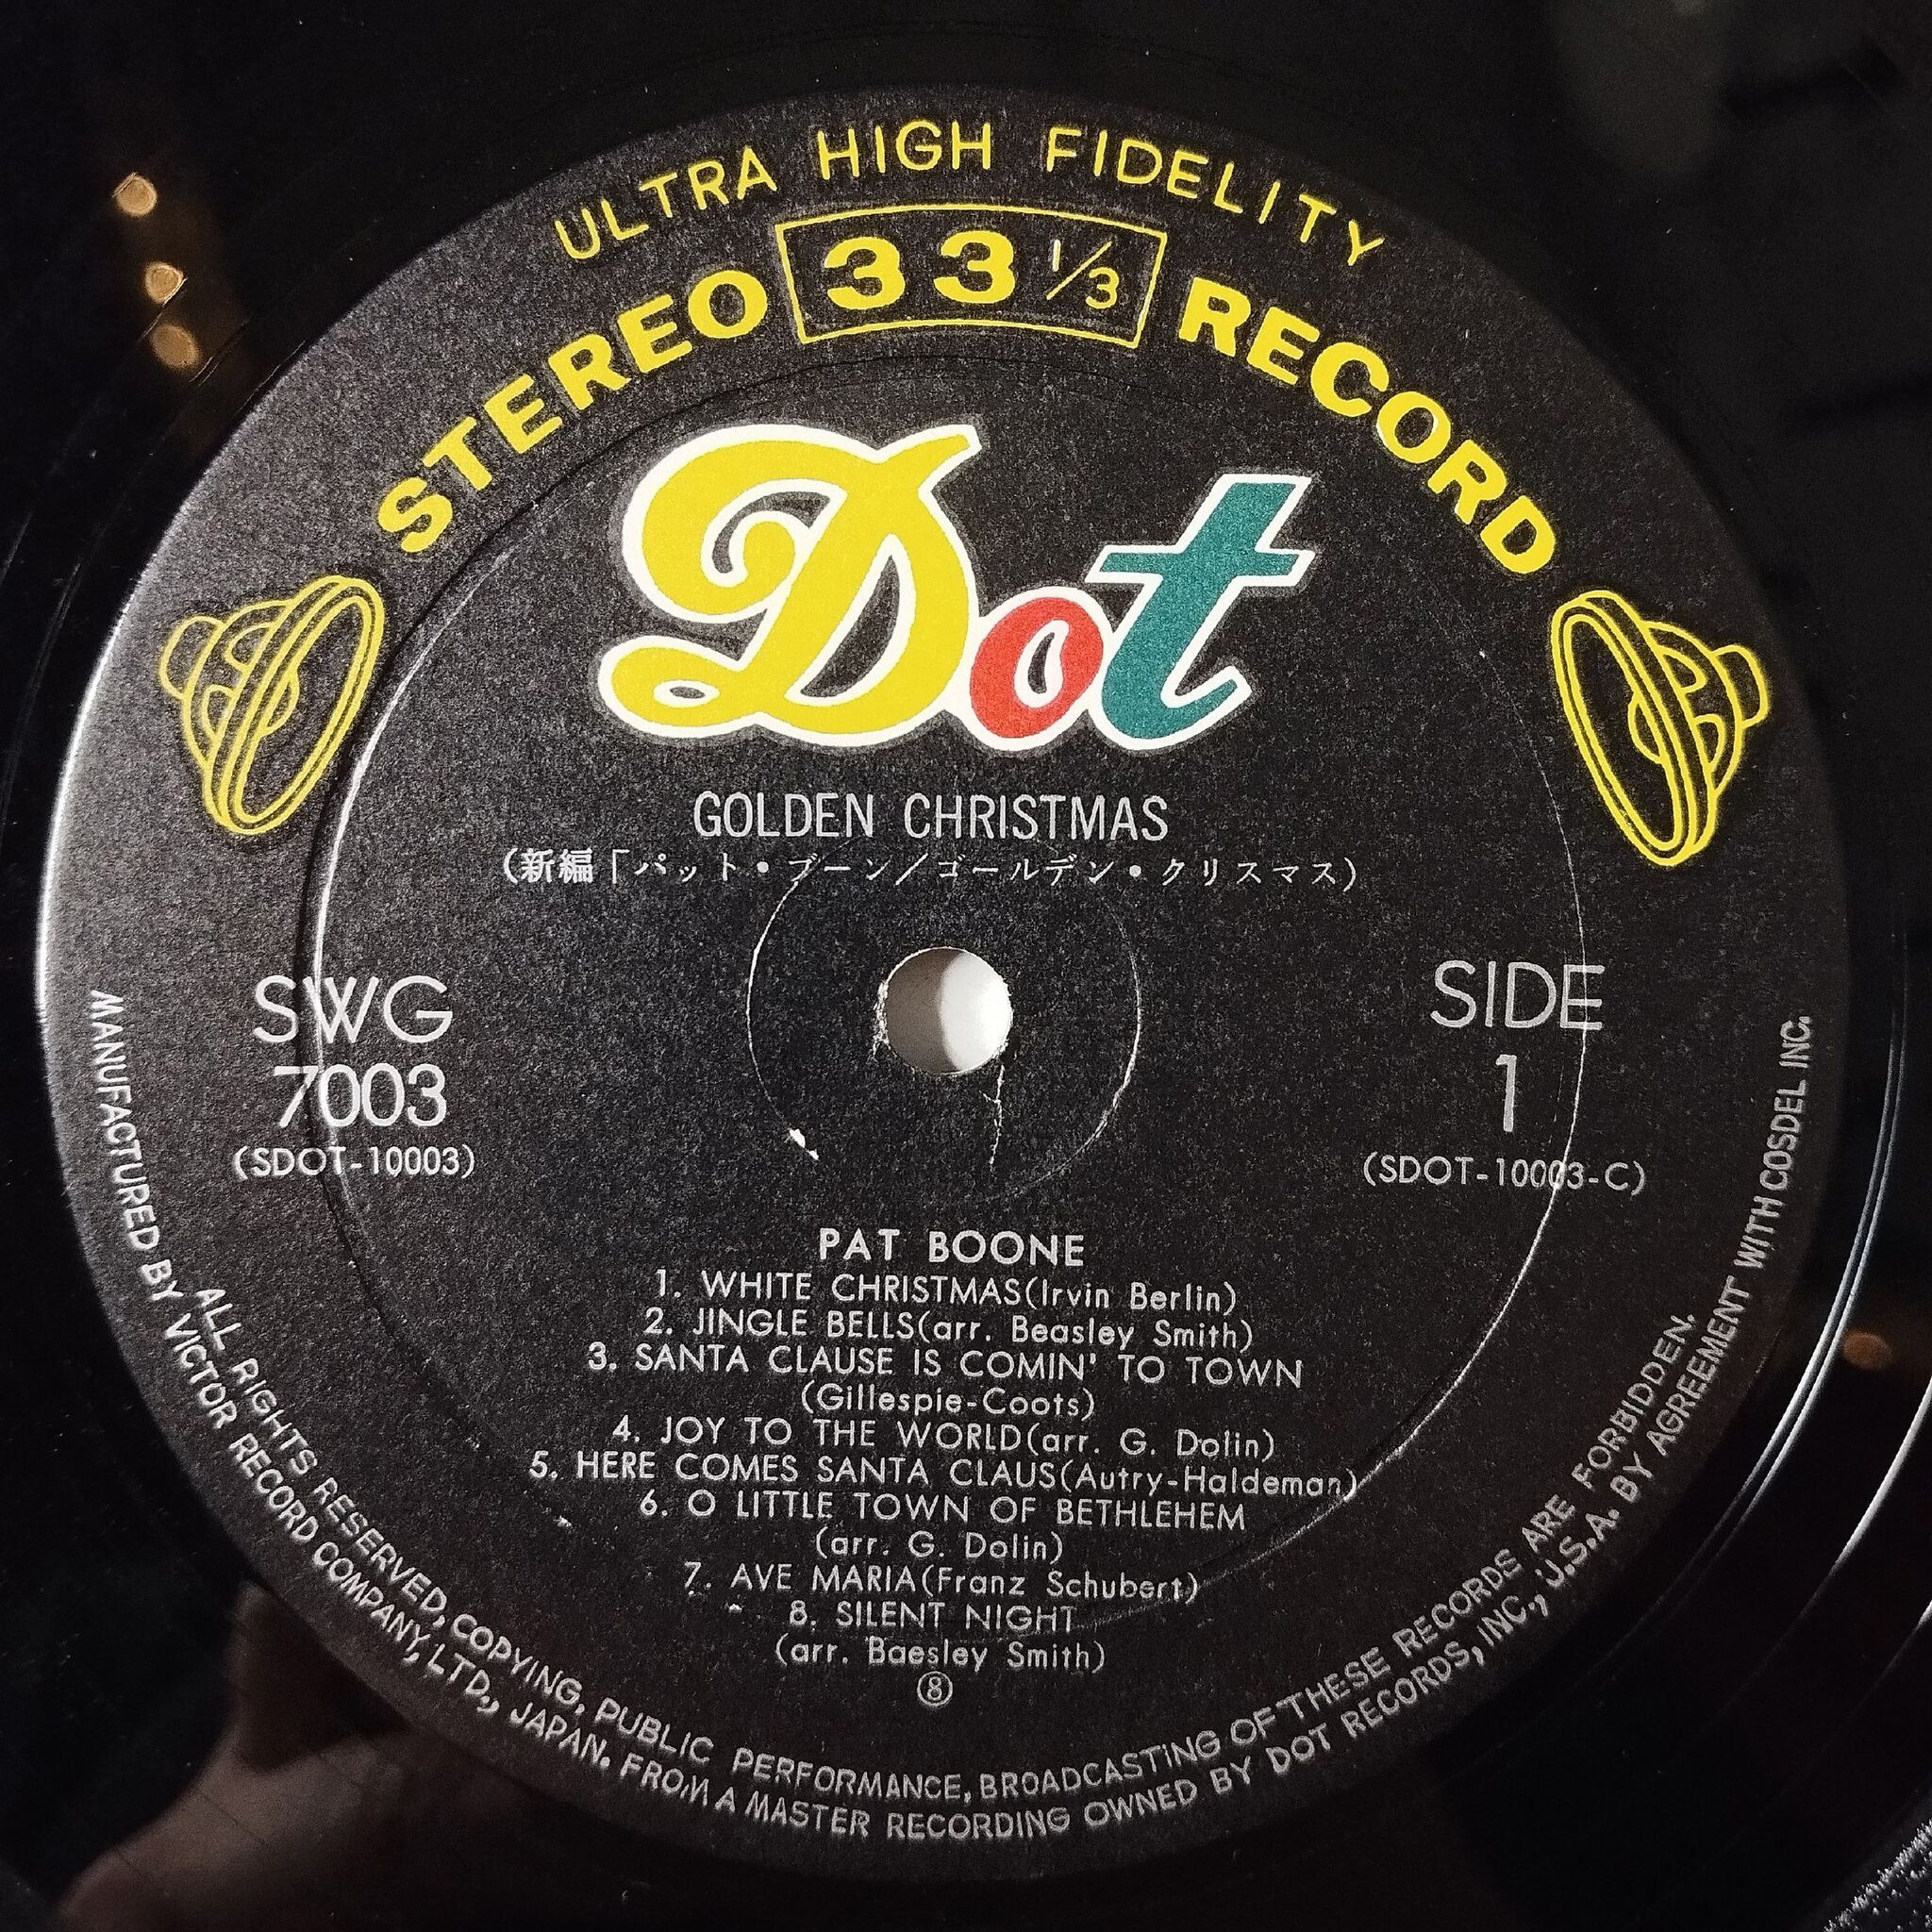 ULTRA HIGH FIDELITY
STEREO 33 1/3 RECORD
Dot
GOLDEN CHRISTMAS
(新編「パット・ブーン/ゴールデン・クリスマス)
SWG
7003
(SDOT-10003)
SIDE
1
(SDOT-10003-C)
PAT BOONE
1. WHITE CHRISTMAS(Irvin Berlin)
2. JINGLE BELLS(arr. Beasley Smith)
3. SANTA CLAUSE IS COMIN' TO TOWN
(Gillespie-Coots)
4. JOY TO THE WORLD(arr. G. Dolin)
5. HERE COMES SANTA CLAUS(Autry-Haldeman)
6. O LITTLE TOWN OF BETHLEHEM
(arr. G. Dolin)
7. AVE MARIA(Franz Schubert)
8. SILENT NIGHT
(arr. Baesley Smith)
⑧
ALL RIGHTS RESERVED, COPYING, PUBLIC PERFORMANCE, BROADCASTING OF THESE RECORDS ARE FORBIDDEN.
MANUFACTURED BY VICTOR RECORD COMPANY, LTD., JAPAN. FROM A MASTER RECORDING OWNED BY DOT RECORDS, INC., U.S.A. BY AGREEMENT WITH COSDEL INC.